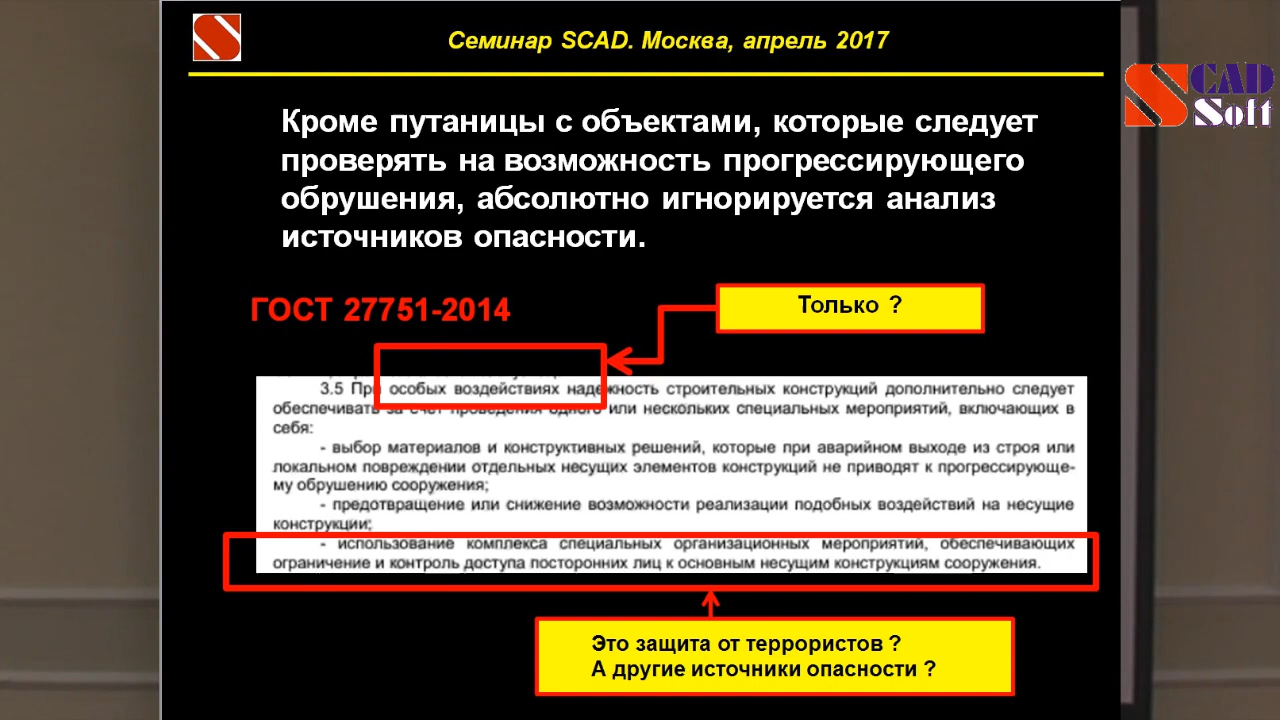 Семинар SCAD. Москва, апрель 2017
SCAD
Soft
Кроме путаницы с объектами, которые следует
проверять на возможность прогрессирующего
обрушения, абсолютно игнорируется анализ
источников опасности.
ГОСТ 27751-2014
Только ?
3.5 При особых воздействиях надежность строительных конструкций дополнительно следует
обеспечивать за счет проведения одного или нескольких специальных мероприятий, включающих в
себя:
- выбор материалов и конструктивных решений, которые при аварийном выходе из строя или
локальном повреждении отдельных несущих элементов конструкций не приводят к прогрессирующе-
му обрушению сооружения;
- предотвращение или снижение возможности реализации подобных воздействий на несущие
конструкции;
- использование комплекса специальных организационных мероприятий, обеспечивающих
ограничение и контроль доступа посторонних лиц к основным несущим конструкциям сооружения.
Это защита от террористов ?
А другие источники опасности ?